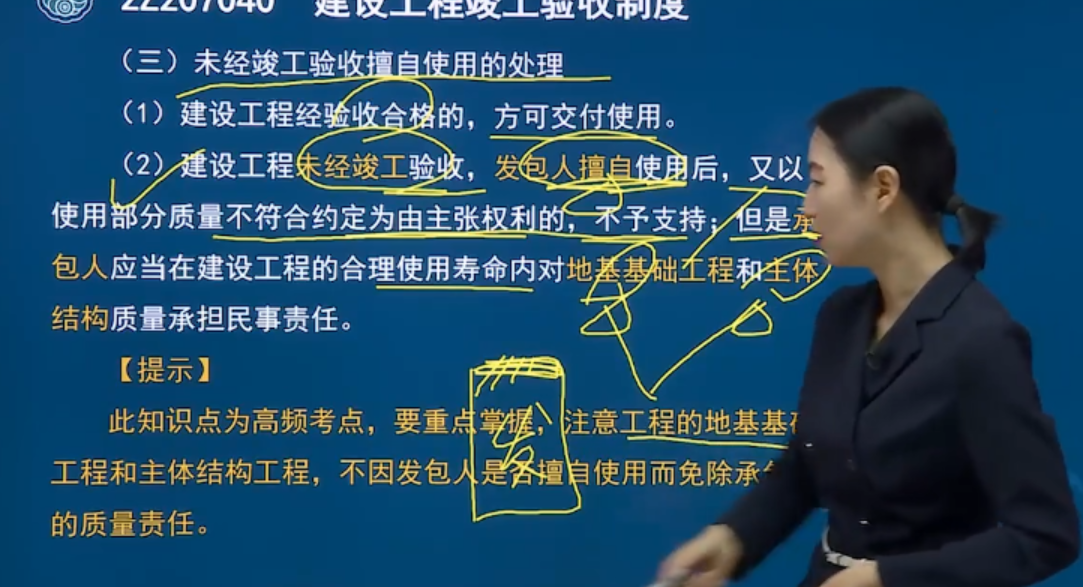 2Z207040 建设工程竣工验收制度
（三）未经竣工验收擅自使用的处理
（1）建设工程经验收合格的，方可交付使用。
（2）建设工程未经竣工验收，发包人擅自使用后，又以
使用部分质量不符合约定为由主张权利的，不予支持；但是承
包人应当在建设工程的合理使用寿命内对地基基础工程和主体
结构质量承担民事责任。
【提示】
此知识点为高频考点，要重点掌握，注意工程的地基基础
工程和主体结构工程，不因发包人是否擅自使用而免除承
的质量责任。